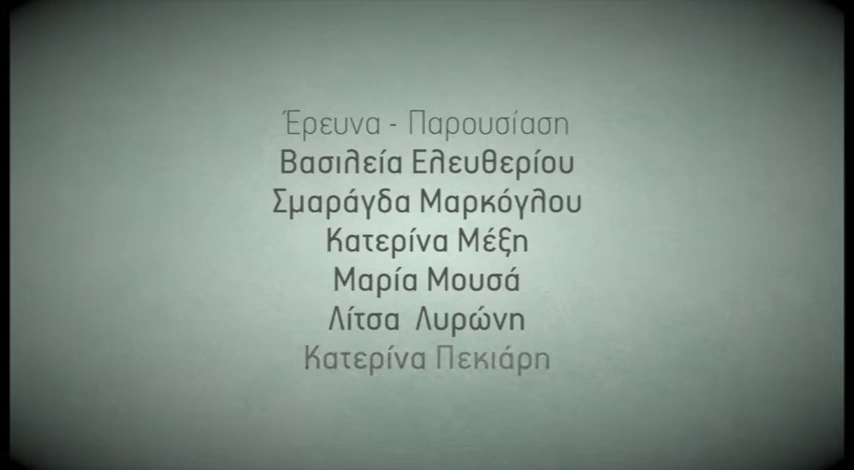 Έρευνα - Παρουσίαση
Βασιλεία Ελευθερίου
Σμαράγδα Μαρκόγλου
Κατερίνα Μέξη
Μαρία Μουσά
Λίτσα Λυρώνη
Κατερίνα Πεκιάρη